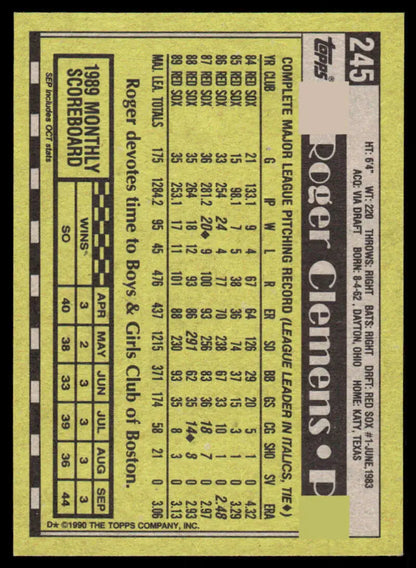 245
Topps®
Roger Clemens • P
HT: 6'4" WT: 220 THROWS: RIGHT BATS: RIGHT DRFT: RED SOX #1-JUNE, 1983
ACQ: VIA DRAFT BORN: 8-4-62, DAYTON, OHIO HOME: KATY, TEXAS
COMPLETE MAJOR LEAGUE PITCHING RECORD (LEAGUE LEADER IN ITALICS, TIE♦)
YR CLUB G IP W L R ER SO BB GS CG SHO SV ERA
84 RED SOX 21 133.1 9 4 67 64 126 29 20 5 1 0 4.32
85 RED SOX 15 98.1 7 5 38 36 74 37 15 3 1 0 3.29
86 RED SOX 33 254 24 4 77 70 238 67 33 10 1 0 2.48
87 RED SOX 36 281.2 20♦ 9 100 93 256 83 36 18 7 0 2.97
88 RED SOX 35 264 18 12 93 86 291 62 35 14♦ 8 0 2.93
89 RED SOX 35 253.1 17 11 101 88 230 93 35 8 3 0 3.13
MAJ. LEA. TOTALS 175 1284.2 95 45 476 437 1215 371 174 58 21 0 3.06
Roger devotes time to Boys & Girls Club of Boston.
1989 MONTHLY
SCOREBOARD
SEP includes OCT stats
APR MAY JUN JUL AUG SEP
WINS 3 2 3 3 3 3
SO 40 38 33 39 36 44
D★ ©1990 THE TOPPS COMPANY, INC.